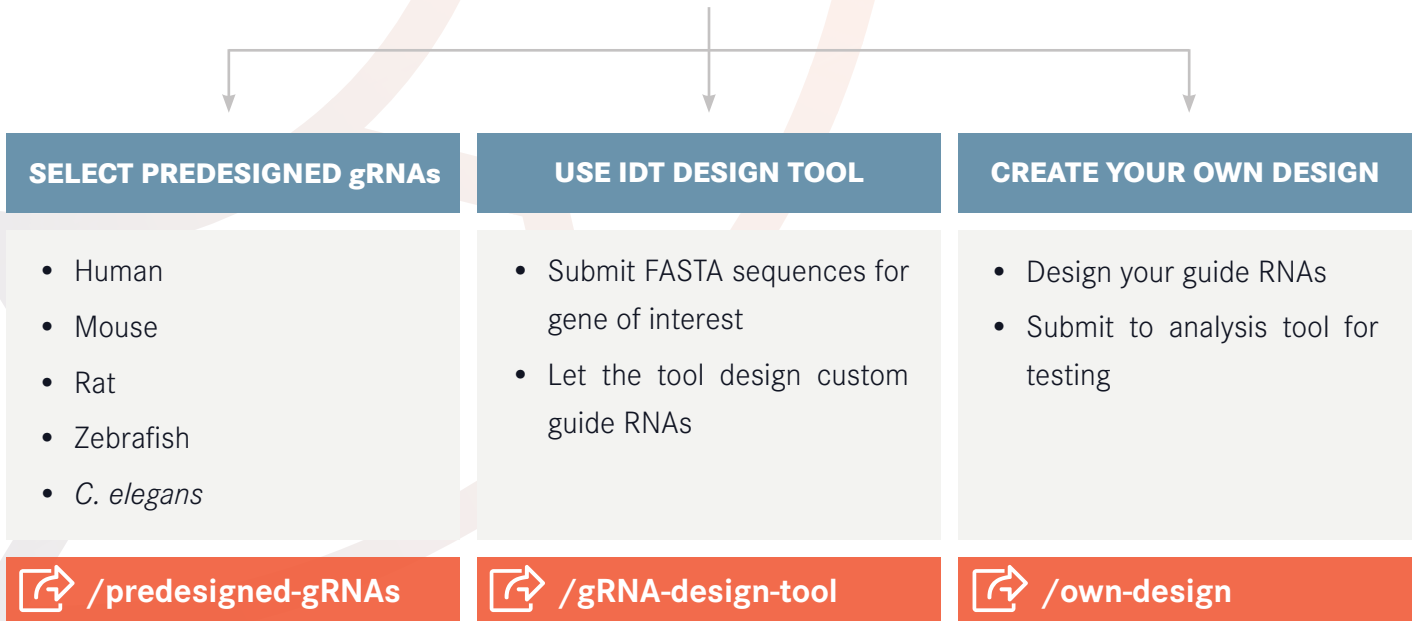 SELECT PREDESIGNED gRNAs
• Human
• Mouse
• Rat
• Zebrafish
• C. elegans
/predesigned-gRNAs
USE IDT DESIGN TOOL
• Submit FASTA sequences for
gene of interest
• Let the tool design custom
guide RNAs
/gRNA-design-tool
CREATE YOUR OWN DESIGN
• Design your guide RNAs
• Submit to analysis tool for
testing
/own-design